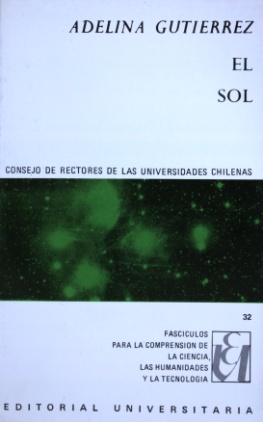 ADELINA GUTIERREZ
EL
SOL
CONSEJO DE RECTORES DE LAS UNIVERSIDADES CHILENAS
32
FASCICULOS
PARA LA COMPRENSION DE
LA CIENCIA,
LAS HUMANIDADES
Y LA TECNOLOGIA
EDITORIAL UNIVERSITARIA